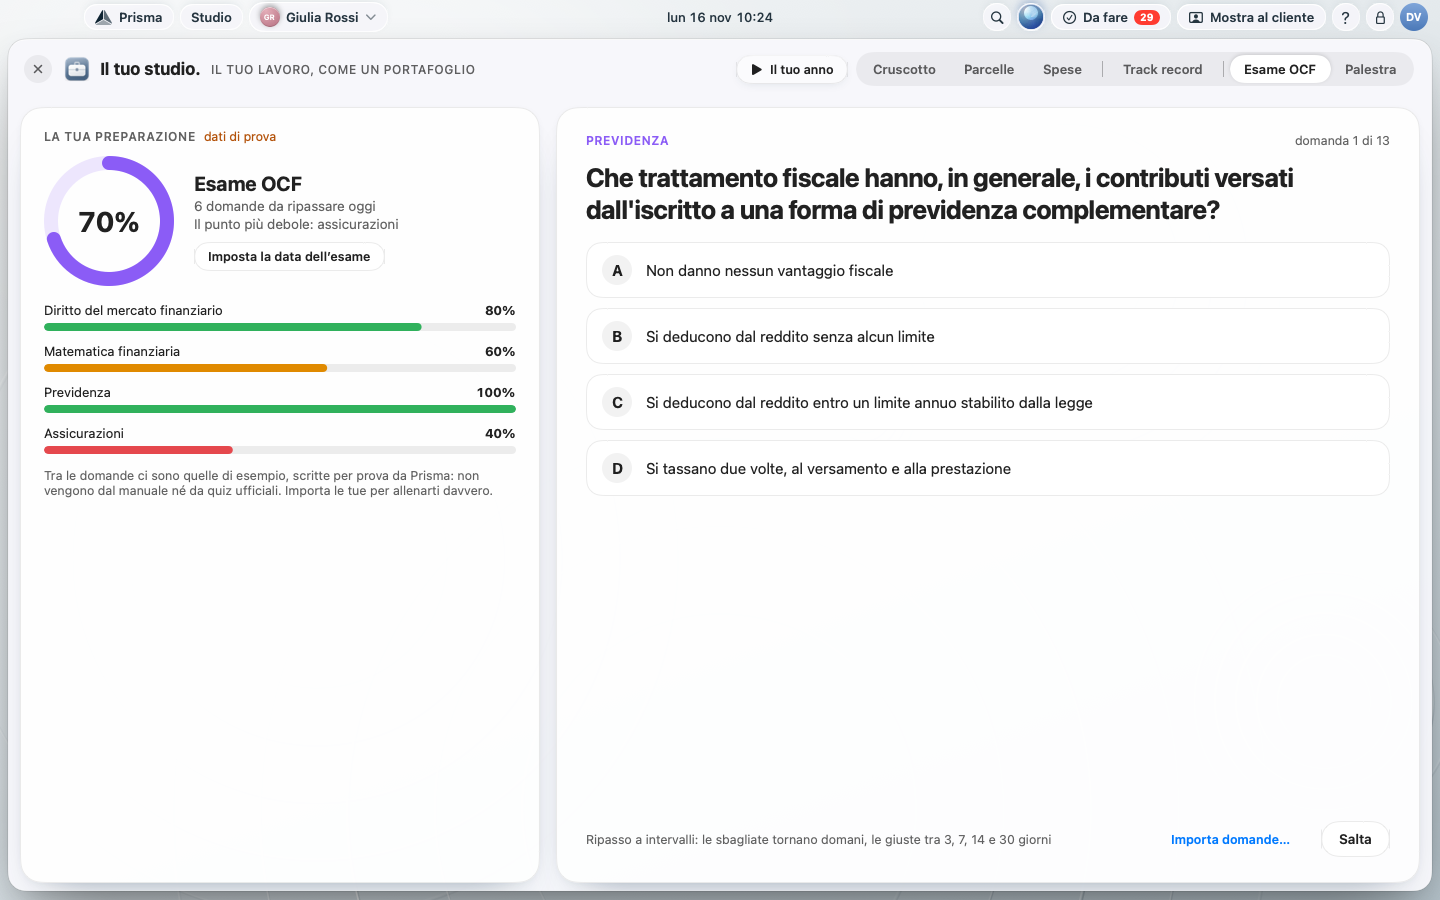 Prisma
Studio
GR Giulia Rossi
lun 16 nov 10:24
Da fare 29
Mostra al cliente
?
DV
Il tuo studio. IL TUO LAVORO, COME UN PORTAFOGLIO
Il tuo anno
Cruscotto
Parcelle
Spese
Track record
Esame OCF
Palestra
LA TUA PREPARAZIONE dati di prova
70%
Esame OCF
6 domande da ripassare oggi
Il punto più debole: assicurazioni
Imposta la data dell'esame
Diritto del mercato finanziario 80%
Matematica finanziaria 60%
Previdenza 100%
Assicurazioni 40%
Tra le domande ci sono quelle di esempio, scritte per prova da Prisma: non
vengono dal manuale né da quiz ufficiali. Importa le tue per allenarti davvero.
PREVIDENZA
domanda 1 di 13
Che trattamento fiscale hanno, in generale, i contributi versati
dall'iscritto a una forma di previdenza complementare?
A Non danno nessun vantaggio fiscale
B Si deducono dal reddito senza alcun limite
C Si deducono dal reddito entro un limite annuo stabilito dalla legge
D Si tassano due volte, al versamento e alla prestazione
Ripasso a intervalli: le sbagliate tornano domani, le giuste tra 3, 7, 14 e 30 giorni
Importa domande...
Salta